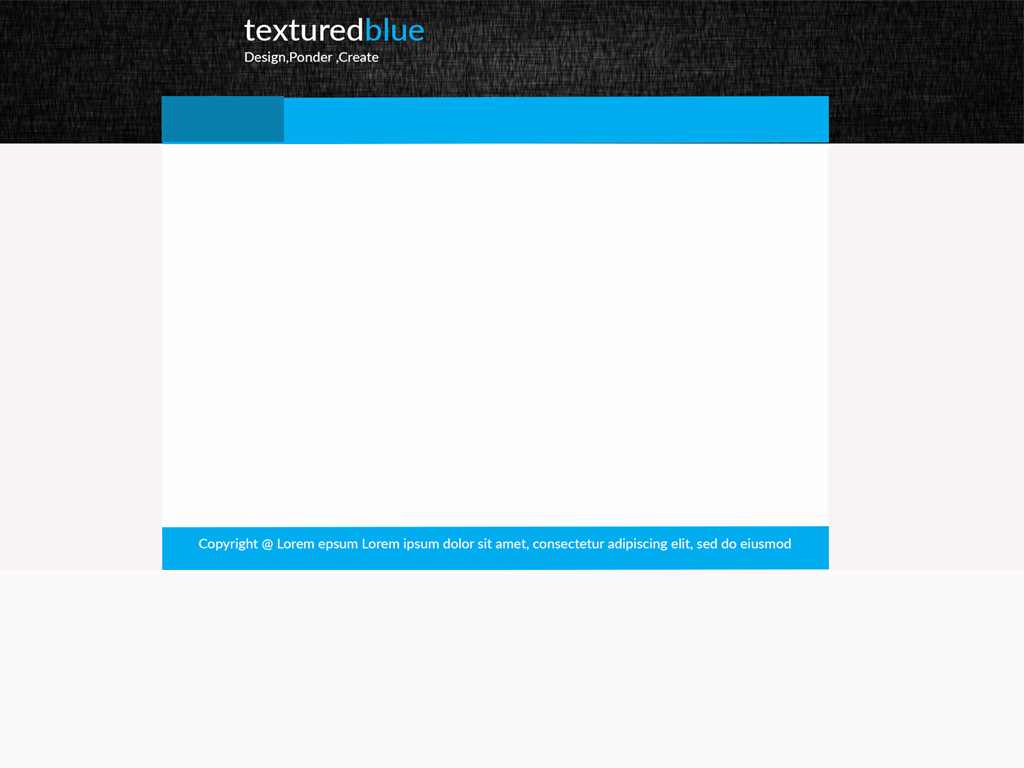 texturedblue
Design,Ponder ,Create
Copyright @ Lorem epsum Lorem ipsum dolor sit amet, consectetur adipiscing elit, sed do eiusmod